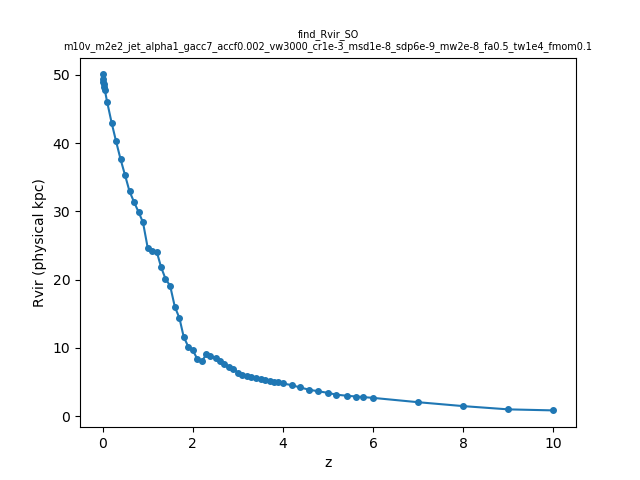 find_Rvir_SO
m10v_m2e2_jet_alpha1_gacc7_accf0.002_vw3000_cr1e-3_msd1e-8_sdp6e-9_mw2e-8_fa0.5_tw1e4_fmom0.1
50
40
30
20
10
0
Rvir (physical kpc)
0 2 4 6 8 10
z